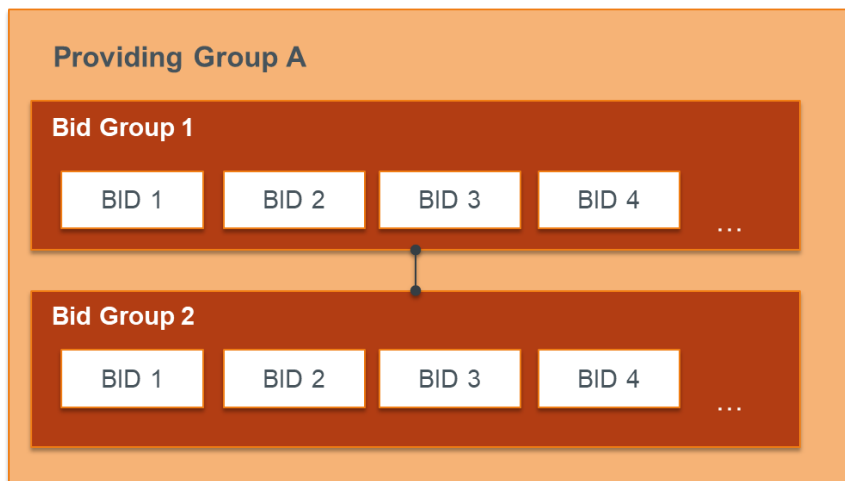 Providing Group A
Bid Group 1
BID 1 BID 2 BID 3 BID 4 ...
Bid Group 2
BID 1 BID 2 BID 3 BID 4 ...